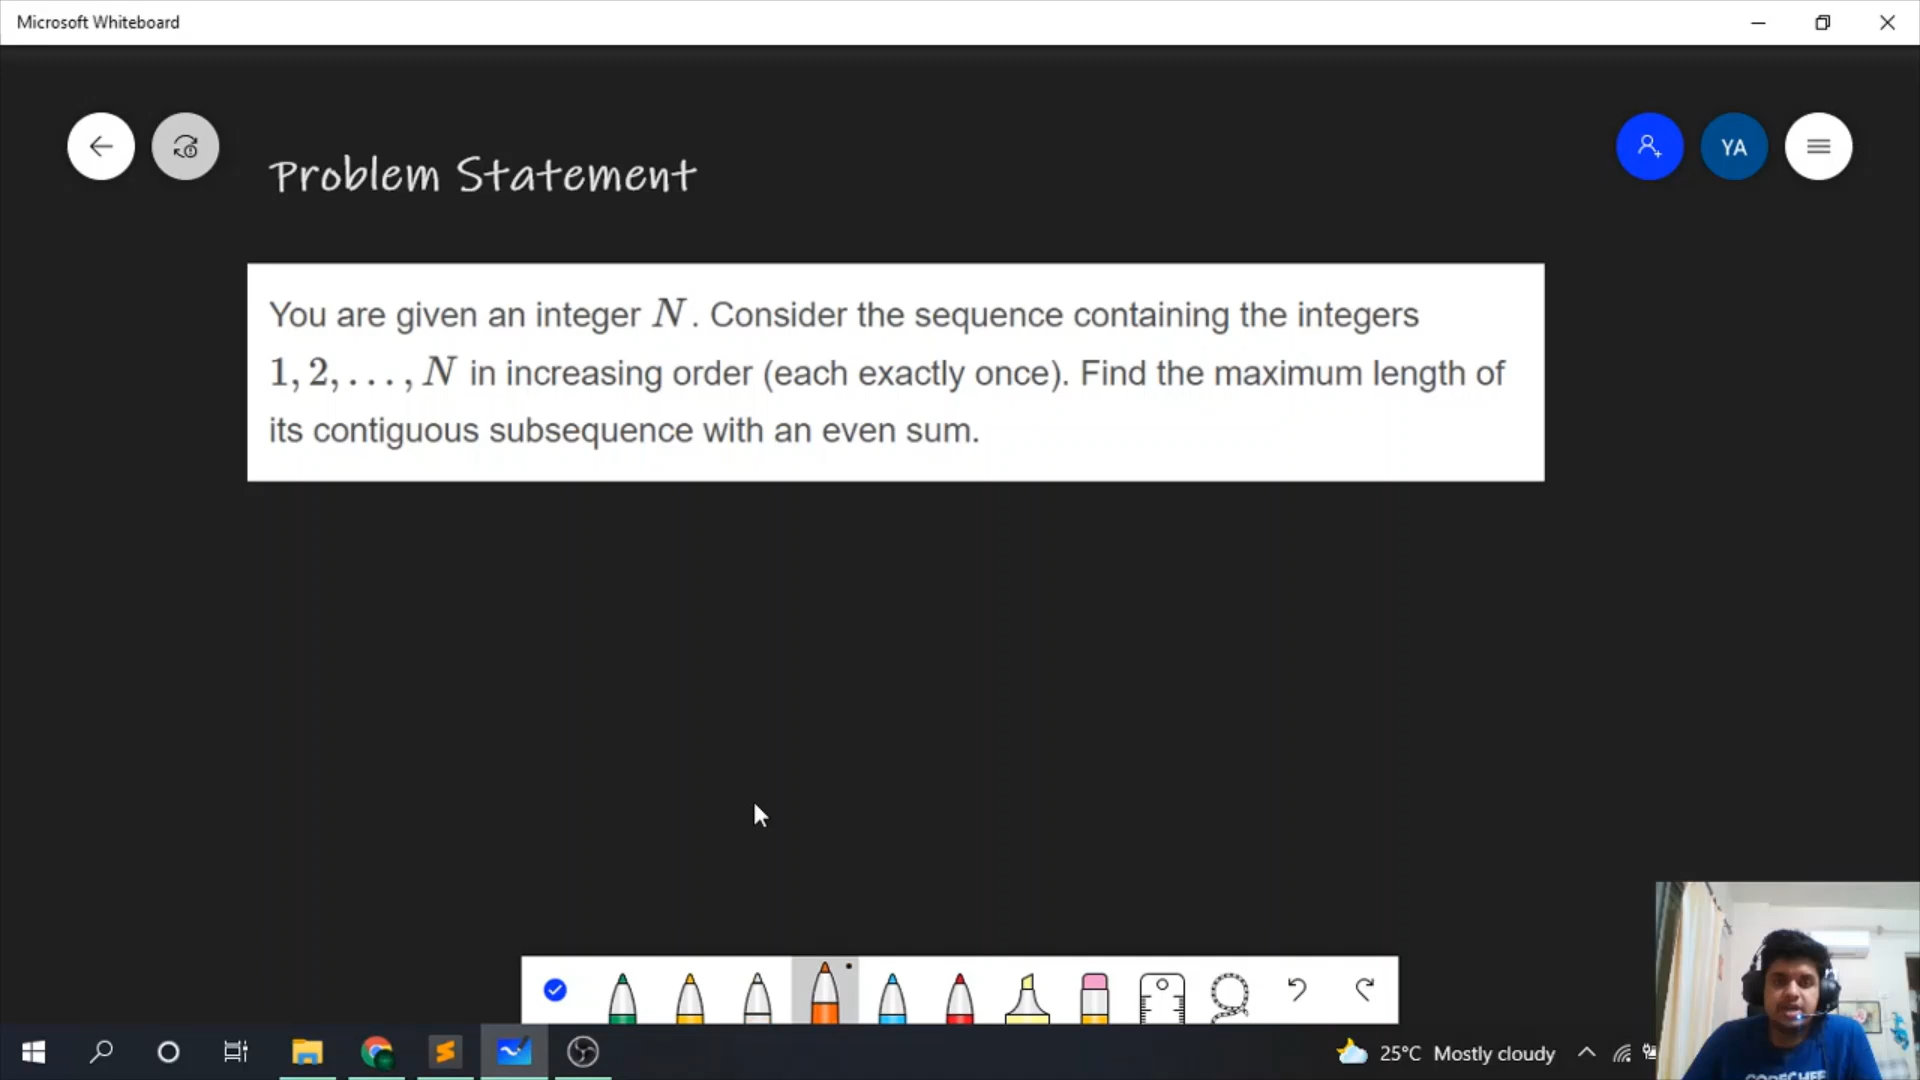 Microsoft Whiteboard
YA
Problem Statement
You are given an integer N. Consider the sequence containing the integers
1, 2, . . . , N in increasing order (each exactly once). Find the maximum length of
its contiguous subsequence with an even sum.
25°C Mostly cloudy